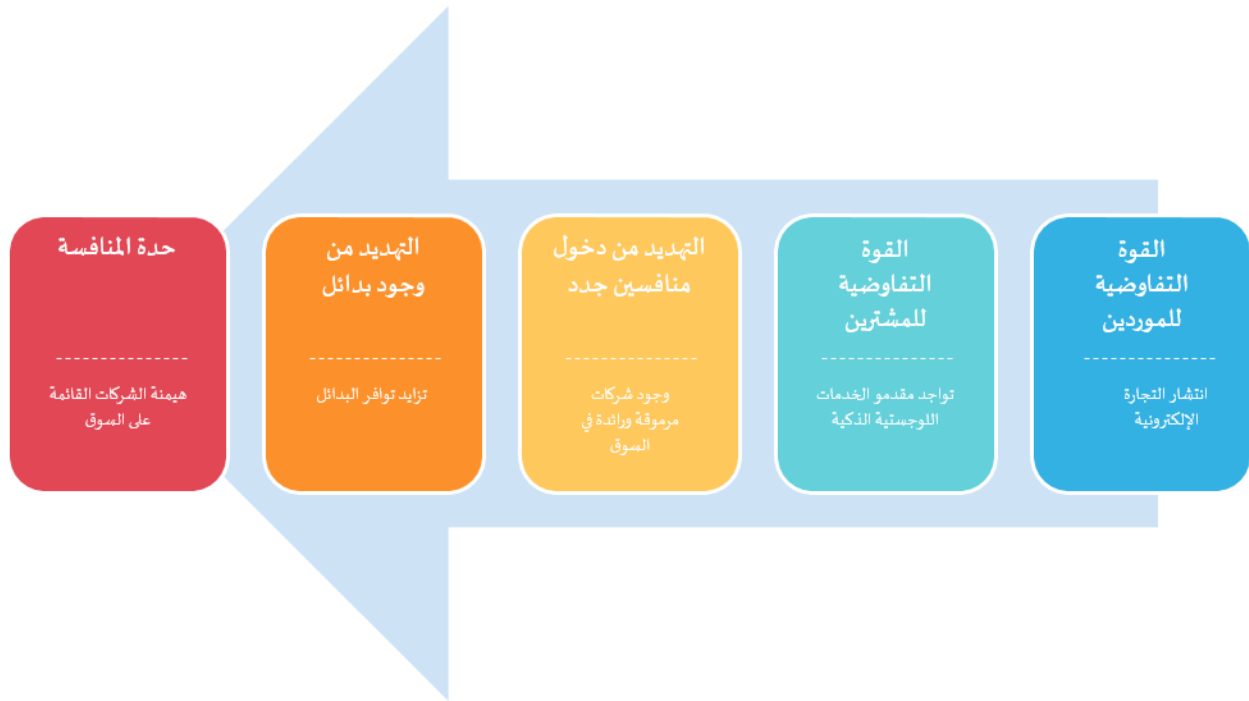 القوة
التفاوضية
للموردين
انتشار التجارة
الإلكترونية
القوة
التفاوضية
للمشترين
تواجد مقدمو الخدمات
اللوجستية الذكية
التهديد من دخول
منافسين جدد
وجود شركات
مرموقة ورائدة في
السوق
التهديد من
وجود بدائل
تزايد توافر البدائل
حدة المنافسة
هيمنة الشركات القائمة
على السوق